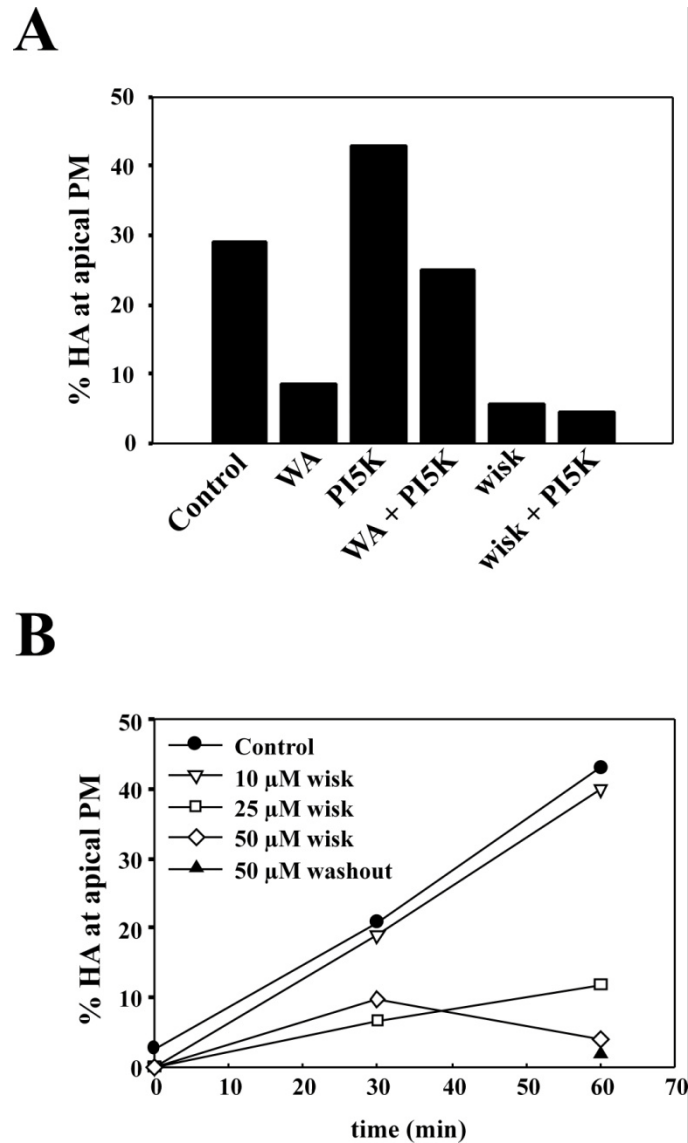 A
50
40
30
20
10
0
% HA at apical PM
Control
WA
PI5K
WA + PI5K
wisk
wisk + PI5K
B
50
40
30
20
10
0
% HA at apical PM
Control
10 µM wisk
25 µM wisk
50 µM wisk
50 µM washout
0 10 20 30 40 50 60 70
time (min)